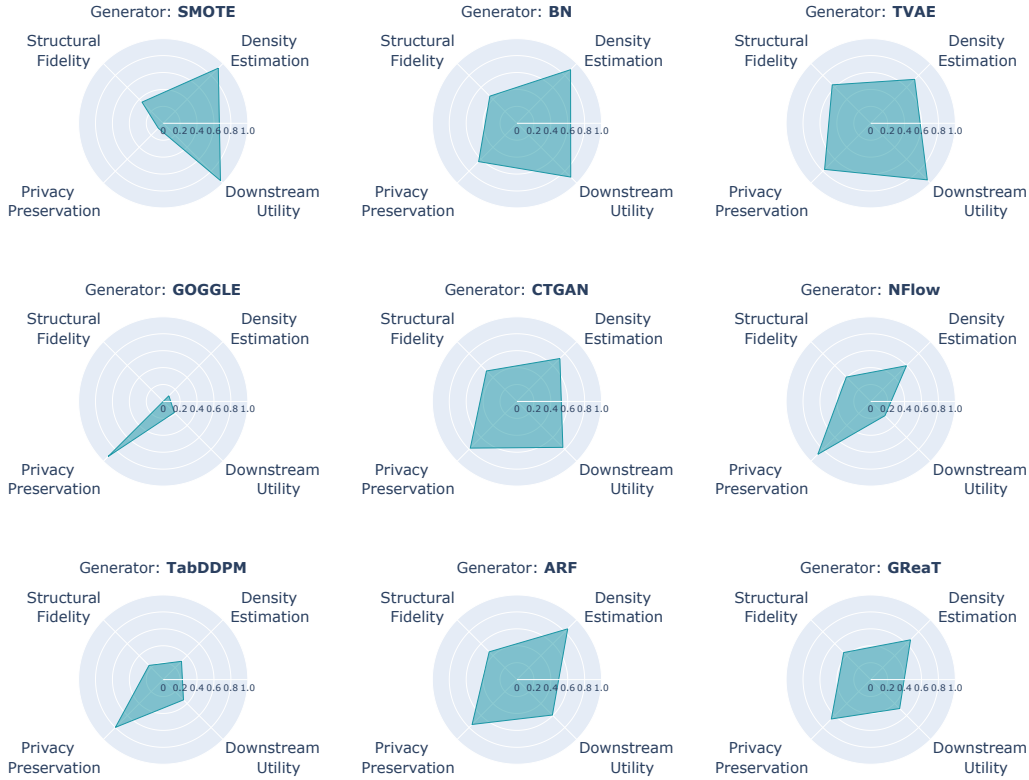 Generator: SMOTE
Structural
Fidelity
Density
Estimation
0 0.2 0.4 0.6 0.8 1.0
Privacy
Preservation
Downstream
Utility
Generator: BN
Structural
Fidelity
Density
Estimation
0 0.2 0.4 0.6 0.8 1.0
Privacy
Preservation
Downstream
Utility
Generator: TVAE
Structural
Fidelity
Density
Estimation
0 0.2 0.4 0.6 0.8 1.0
Privacy
Preservation
Downstream
Utility
Generator: GOGGLE
Structural
Fidelity
Density
Estimation
0 0.2 0.4 0.6 0.8 1.0
Privacy
Preservation
Downstream
Utility
Generator: CTGAN
Structural
Fidelity
Density
Estimation
0 0.2 0.4 0.6 0.8 1.0
Privacy
Preservation
Downstream
Utility
Generator: NFlow
Structural
Fidelity
Density
Estimation
0 0.2 0.4 0.6 0.8 1.0
Privacy
Preservation
Downstream
Utility
Generator: TabDDPM
Structural
Fidelity
Density
Estimation
0 0.2 0.4 0.6 0.8 1.0
Privacy
Preservation
Downstream
Utility
Generator: ARF
Structural
Fidelity
Density
Estimation
0 0.2 0.4 0.6 0.8 1.0
Privacy
Preservation
Downstream
Utility
Generator: GReaT
Structural
Fidelity
Density
Estimation
0 0.2 0.4 0.6 0.8 1.0
Privacy
Preservation
Downstream
Utility